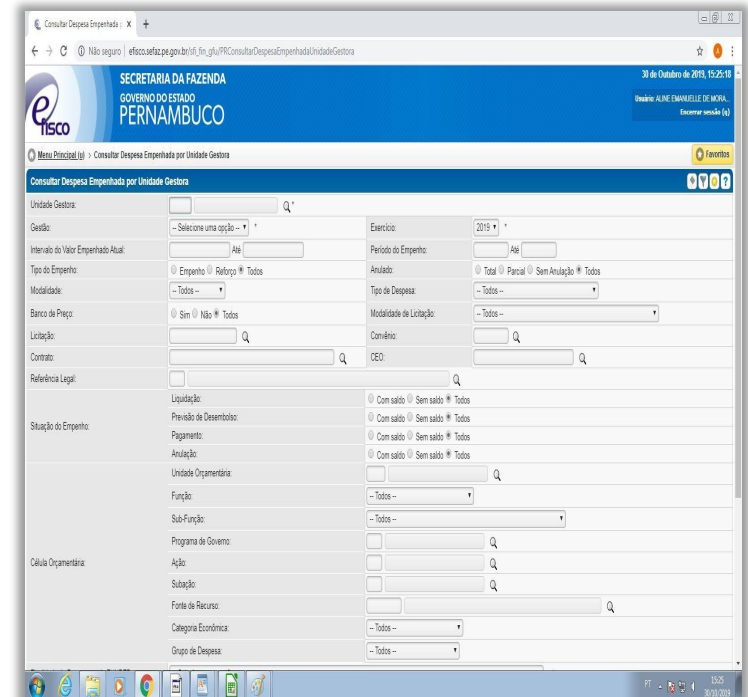 Consultar Despesa Empenhada
Não seguro | efisco.sefaz.pe.gov.br/sfi_fin_gfu/PRConsultarDespesaEmpenhadaUnidadeGestora
A
efisco
SECRETARIA DA FAZENDA
GOVERNO DO ESTADO
PERNAMBUCO
30 de Outubro de 2019, 15:25:18
Usuário: ALINE EMANUELLE DE MORA...
Encerrar sessão (q)
Menu Principal (u) > Consultar Despesa Empenhada por Unidade Gestora
Favoritos
Consultar Despesa Empenhada por Unidade Gestora
?
Unidade Gestora: *
Gestão: -- Selecione uma opção -- * Exercício: 2019 *
Intervalo do Valor Empenhado Atual: Até Período do Empenho: Até
Tipo do Empenho: Empenho Reforço Todos Anulado: Total Parcial Sem Anulação Todos
Modalidade: -- Todos -- Tipo de Despesa: -- Todos --
Banco de Preço: Sim Não Todos Modalidade de Licitação: -- Todos --
Licitação: Convênio:
Contrato: CEO:
Referência Legal:
Situação do Empenho:
Liquidação: Com saldo Sem saldo Todos
Previsão de Desembolso: Com saldo Sem saldo Todos
Pagamento: Com saldo Sem saldo Todos
Anulação: Com saldo Sem saldo Todos
Célula Orçamentária:
Unidade Orçamentária:
Função: -- Todos --
Sub-Função: -- Todos --
Programa de Governo:
Ação:
Subação:
Fonte de Recurso:
Categoria Econômica: -- Todos --
Grupo de Despesa: -- Todos --
PT
15:25
30/10/2019